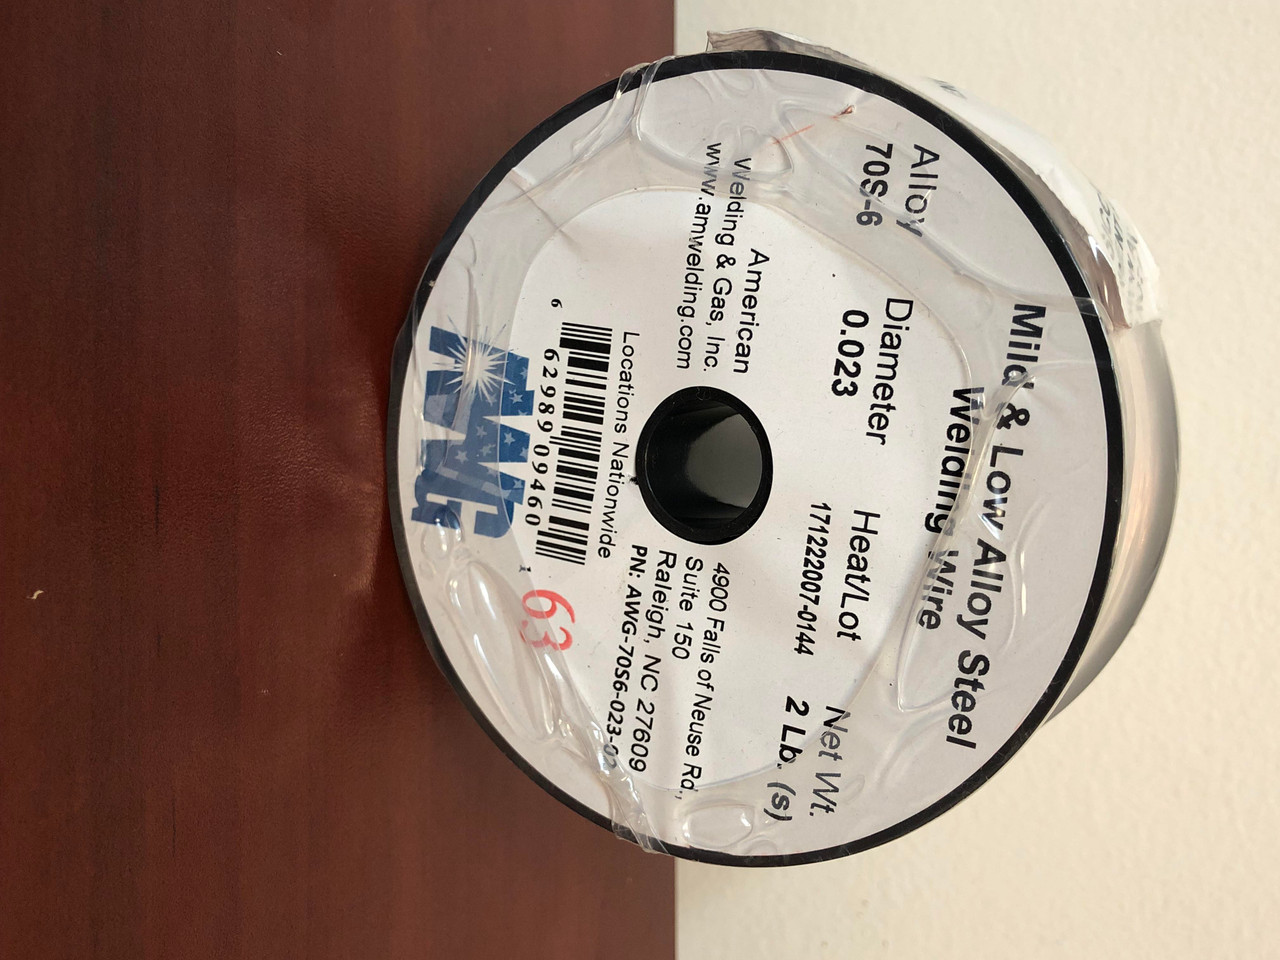 Mild & Low Alloy Steel
Welding Wire
Alloy
70S-6
Diameter
0.023
Heat/Lot
171222007-0144
Net Wt.
2 Lb. (s)
American
Welding & Gas, Inc.
www.amwelding.com
4900 Falls of Neuse Rd.,
Suite 150
Raleigh, NC 27609
PN: AWG-70S6-023-02
Locations Nationwide
6 62989 09460 1
63
AWG